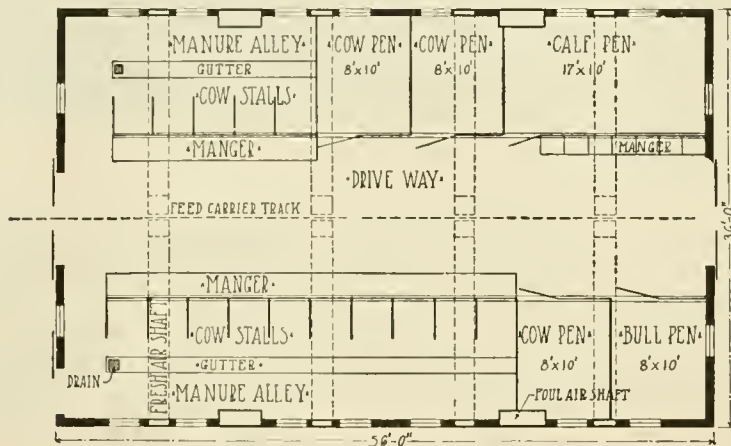 ·MANURE ALLEY·
·COW PEN·
·COW PEN·
·CALF PEN·
8'x10'
8'x10'
17'x10'
GUTTER
·COW STALLS·
·MANGER·
·MANGER·
·DRIVE WAY·
FEED CARRIER TRACK
36'-0"
·MANGER·
FRESH AIR SHAFT
·COW STALLS·
·COW PEN·
·BULL PEN·
8'x10'
8'x10'
·GUTTER·
DRAIN
·MANURE ALLEY·
FOUL AIR SHAFT
56'-0"